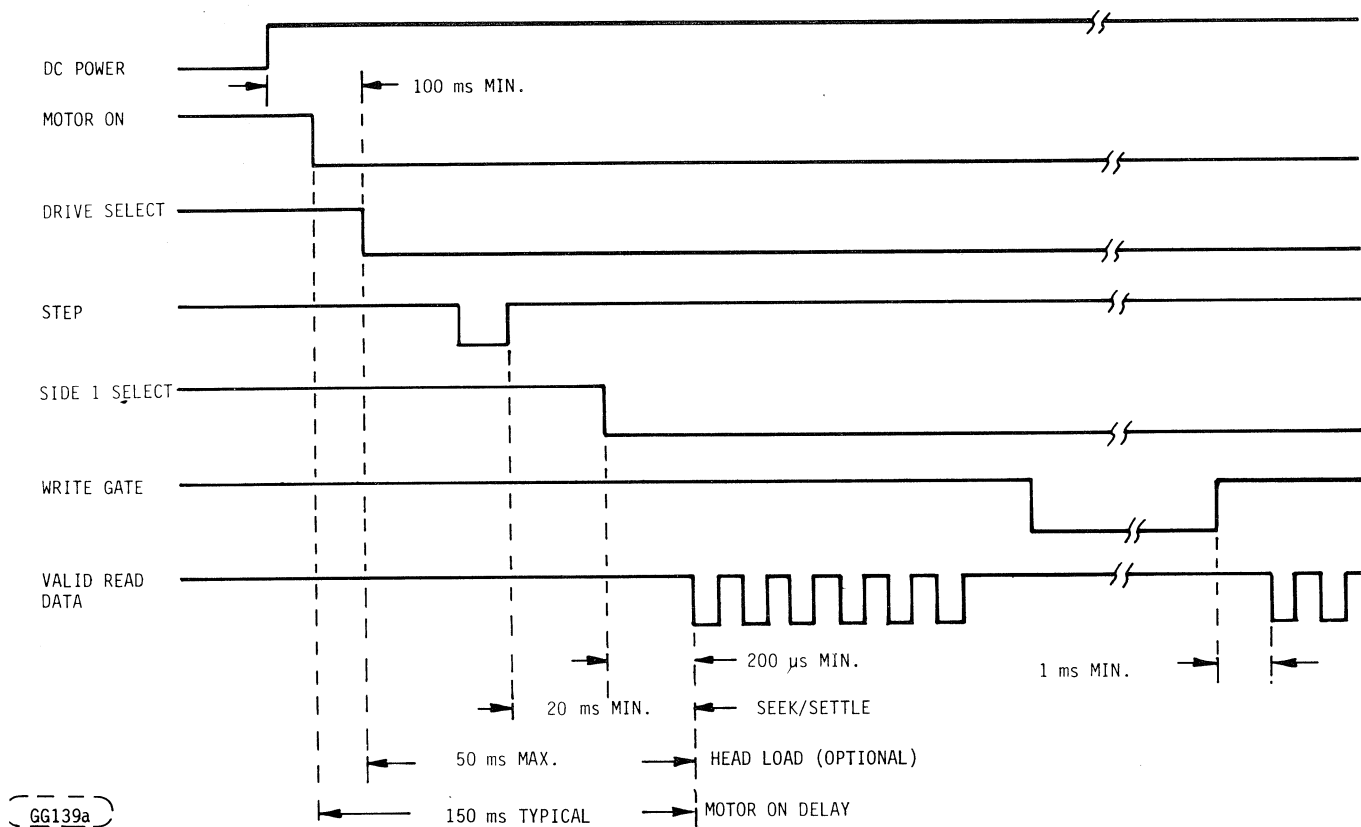 DC POWER
100 ms MIN.
MOTOR ON
DRIVE SELECT
STEP
SIDE 1 SELECT
WRITE GATE
VALID READ
DATA
200 µs MIN.
1 ms MIN.
20 ms MIN. SEEK/SETTLE
50 ms MAX. HEAD LOAD (OPTIONAL)
150 ms TYPICAL MOTOR ON DELAY
GG139a